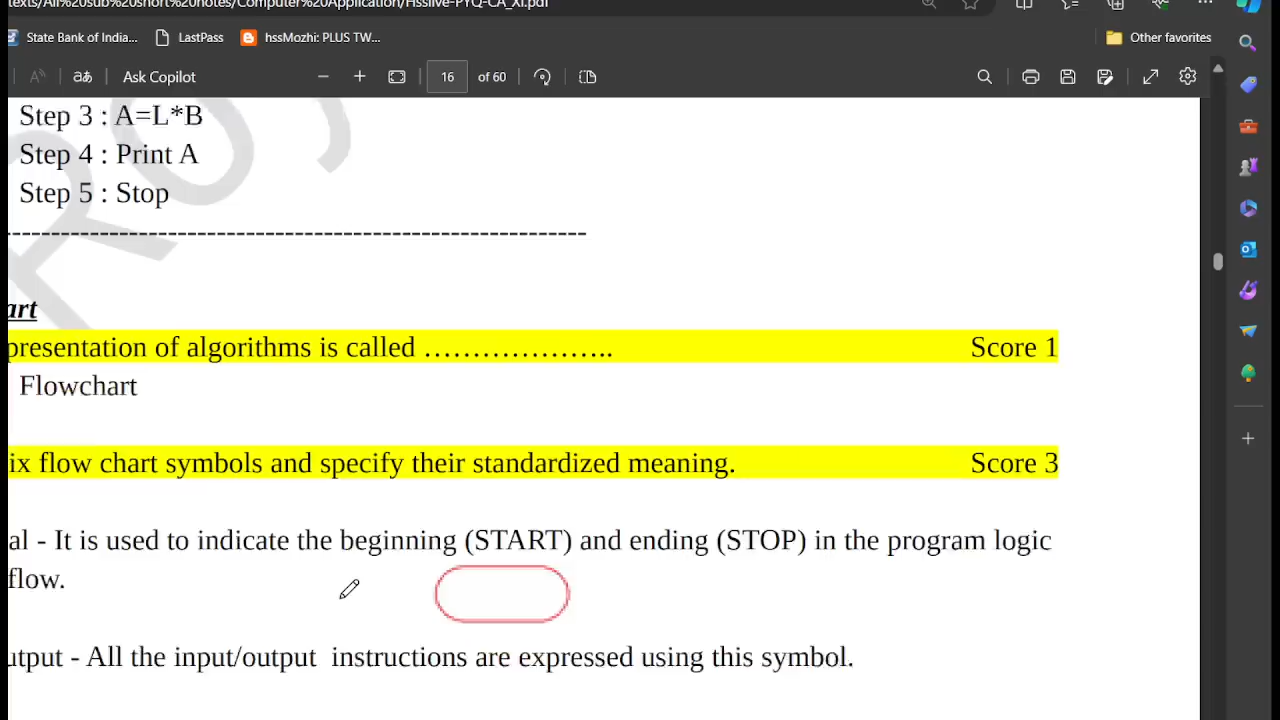 texts/All%20sub%20short%20notes/Computer%20Application/Hsslive-PYQ-CA_XI.pdf
State Bank of India... LastPass hssMozhi: PLUS TW... Other favorites
Ask Copilot 16 of 60
Step 3 : A=L*B
Step 4 : Print A
Step 5 : Stop
----------------------------------------------------------
art
presentation of algorithms is called ………………….. Score 1
Flowchart
ix flow chart symbols and specify their standardized meaning. Score 3
al - It is used to indicate the beginning (START) and ending (STOP) in the program logic
flow.
utput - All the input/output instructions are expressed using this symbol.